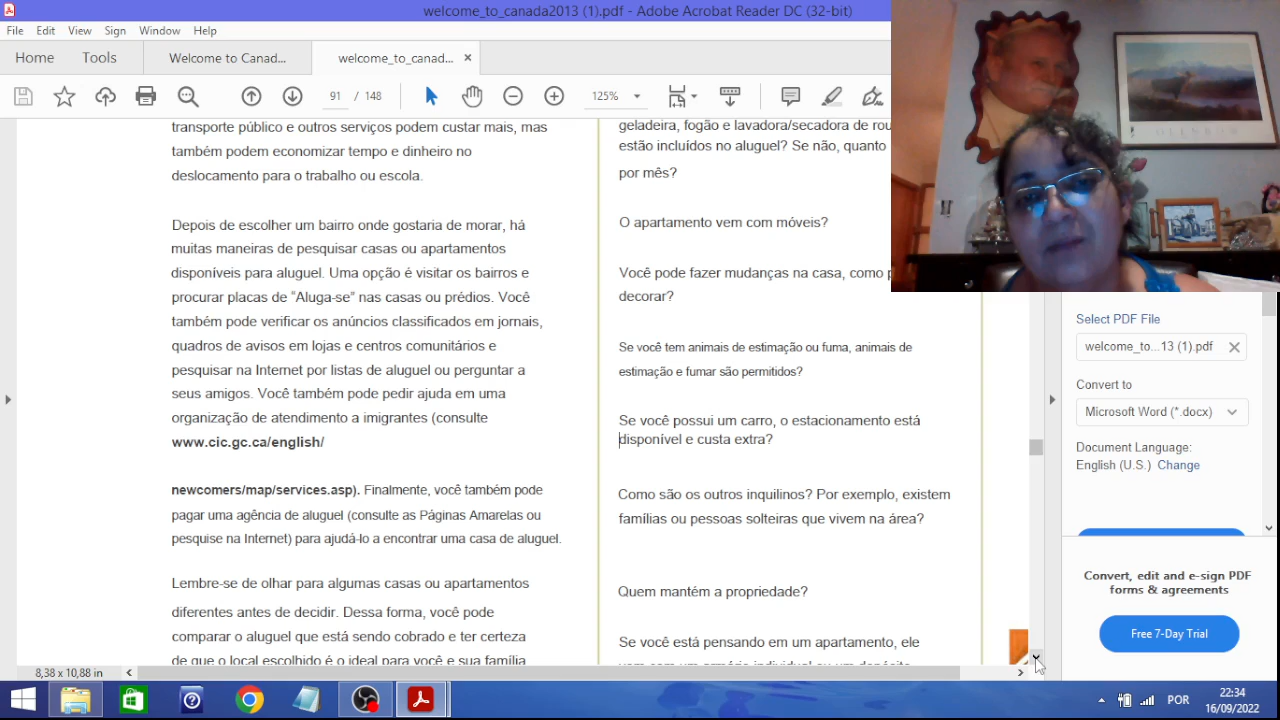 welcome_to_canada2013 (1).pdf - Adobe Acrobat Reader DC (32-bit)
File Edit View Sign Window Help
Home Tools Welcome to Canad... welcome_to_canad... ×
91 / 148 125%
transporte público e outros serviços podem custar mais, mas
também podem economizar tempo e dinheiro no
deslocamento para o trabalho ou escola.
Depois de escolher um bairro onde gostaria de morar, há
muitas maneiras de pesquisar casas ou apartamentos
disponíveis para aluguel. Uma opção é visitar os bairros e
procurar placas de “Aluga-se” nas casas ou prédios. Você
também pode verificar os anúncios classificados em jornais,
quadros de avisos em lojas e centros comunitários e
pesquisar na Internet por listas de aluguel ou perguntar a
seus amigos. Você também pode pedir ajuda em uma
organização de atendimento a imigrantes (consulte
www.cic.gc.ca/english/
newcomers/map/services.asp). Finalmente, você também pode
pagar uma agência de aluguel (consulte as Páginas Amarelas ou
pesquise na Internet) para ajudá-lo a encontrar uma casa de aluguel.
Lembre-se de olhar para algumas casas ou apartamentos
diferentes antes de decidir. Dessa forma, você pode
comparar o aluguel que está sendo cobrado e ter certeza
de que o local escolhido é o ideal para você e sua família
geladeira, fogão e lavadora/secadora de rou
estão incluídos no aluguel? Se não, quanto
por mês?
O apartamento vem com móveis?
Você pode fazer mudanças na casa, como p
decorar?
Se você tem animais de estimação ou fuma, animais de
estimação e fumar são permitidos?
Se você possui um carro, o estacionamento está
disponível e custa extra?
Como são os outros inquilinos? Por exemplo, existem
famílias ou pessoas solteiras que vivem na área?
Quem mantém a propriedade?
Se você está pensando em um apartamento, ele
vem com um armário individual ou um depósito
Select PDF File
welcome_to...13 (1).pdf
Convert to
Microsoft Word (*.docx)
Document Language:
English (U.S.) Change
Convert, edit and e-sign PDF
forms & agreements
Free 7-Day Trial
8,38 x 10,88 in
POR
22:34
16/09/2022